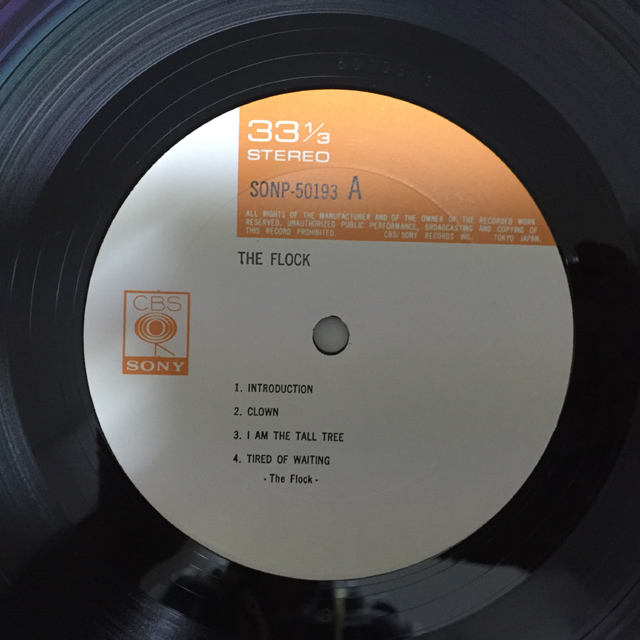 33 1/3
STEREO
SONP-50193 A
ALL RIGHTS OF THE MANUFACTURER AND OF THE OWNER OF THE RECORDED WORK
RESERVED. UNAUTHORIZED PUBLIC PERFORMANCE, BROADCASTING AND COPYING OF
THIS RECORD PROHIBITED. CBS/SONY RECORDS INC. TOKYO JAPAN.
THE FLOCK
CBS
SONY
1. INTRODUCTION
2. CLOWN
3. I AM THE TALL TREE
4. TIRED OF WAITING
- The Flock -